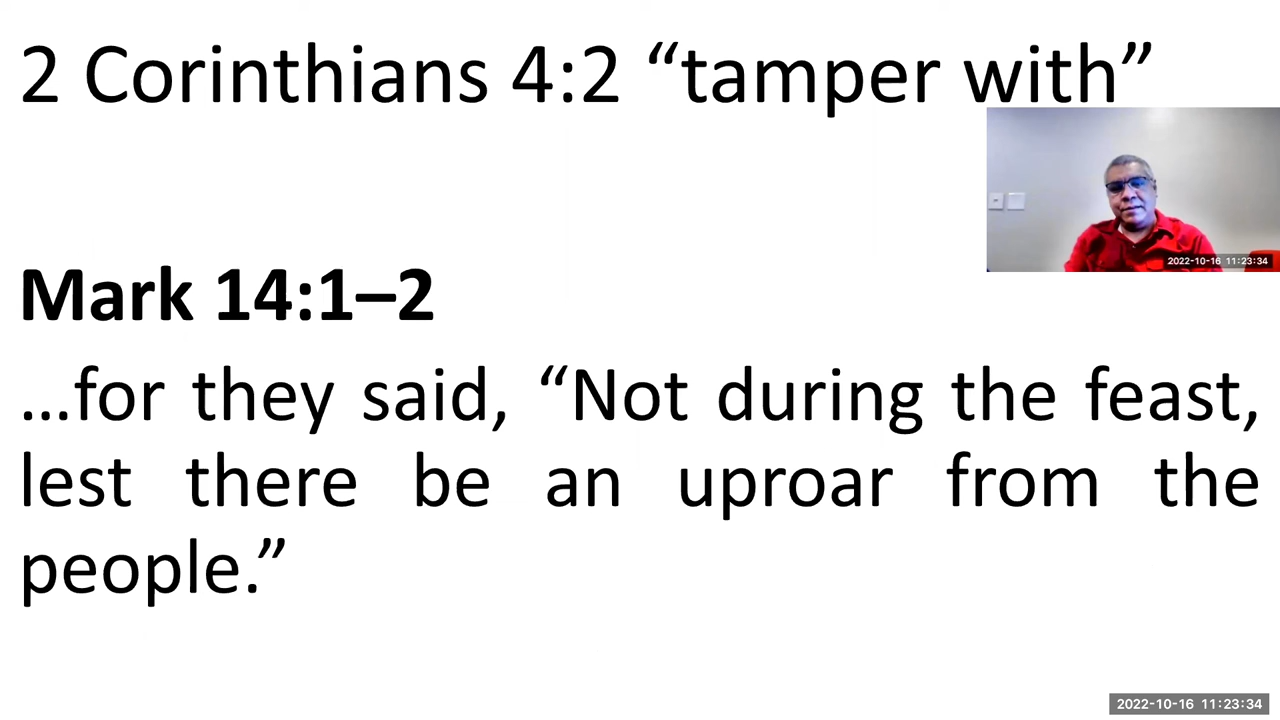 2 Corinthians 4:2 “tamper with”
2022-10-16 11:23:34
Mark 14:1–2
…for they said, “Not during the feast,
lest there be an uproar from the
people.”
2022-10-16 11:23:34